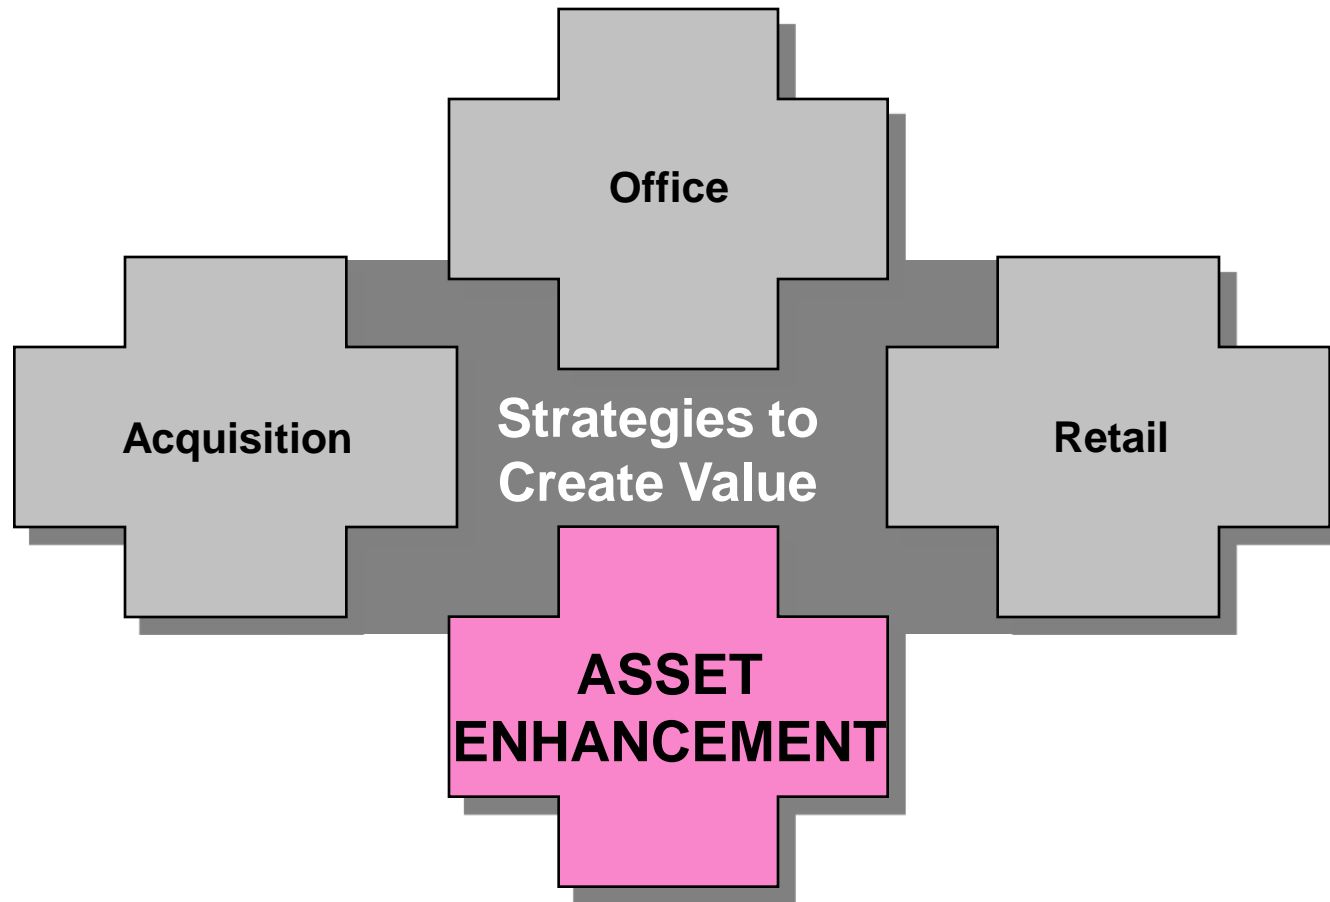 Office
Acquisition
Strategies to
Create Value
Retail
ASSET
ENHANCEMENT